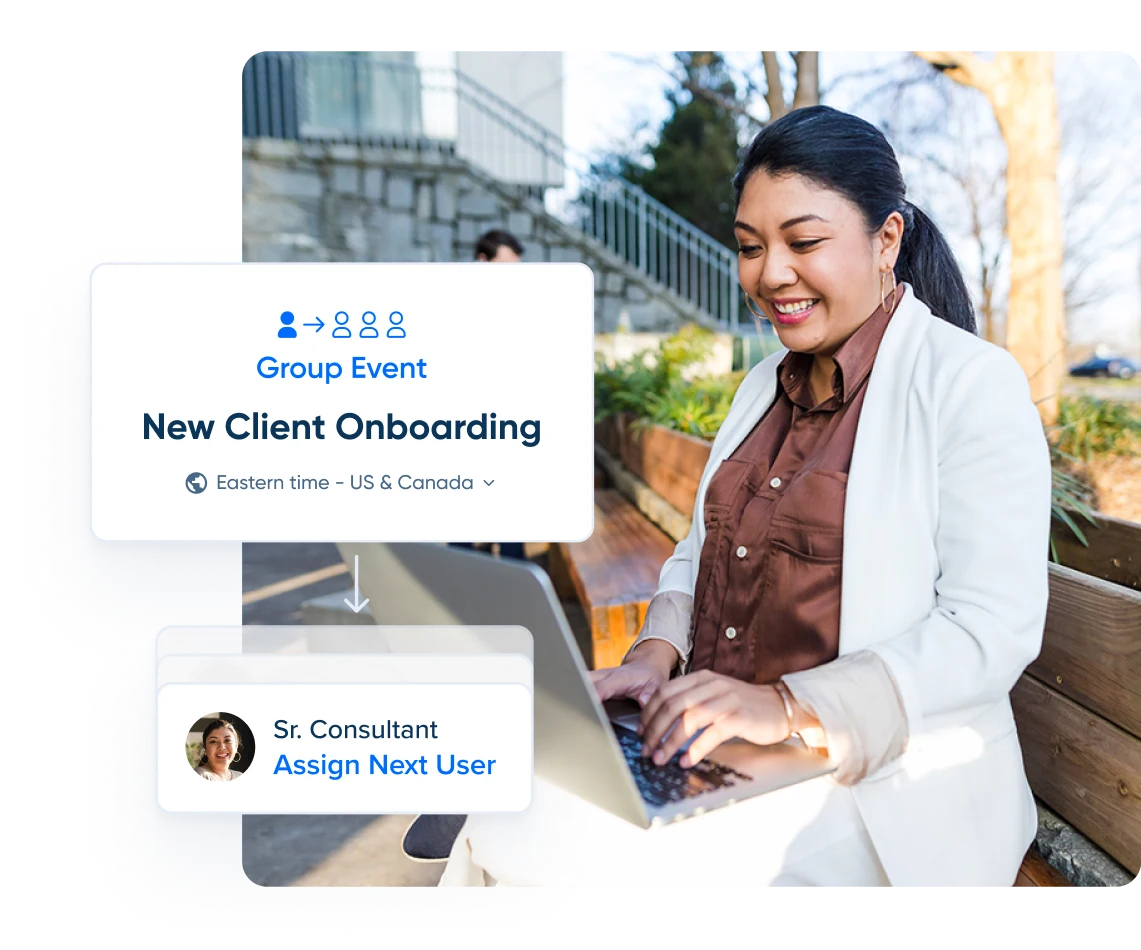 Group Event
New Client Onboarding
Eastern time - US & Canada
Sr. Consultant
Assign Next User